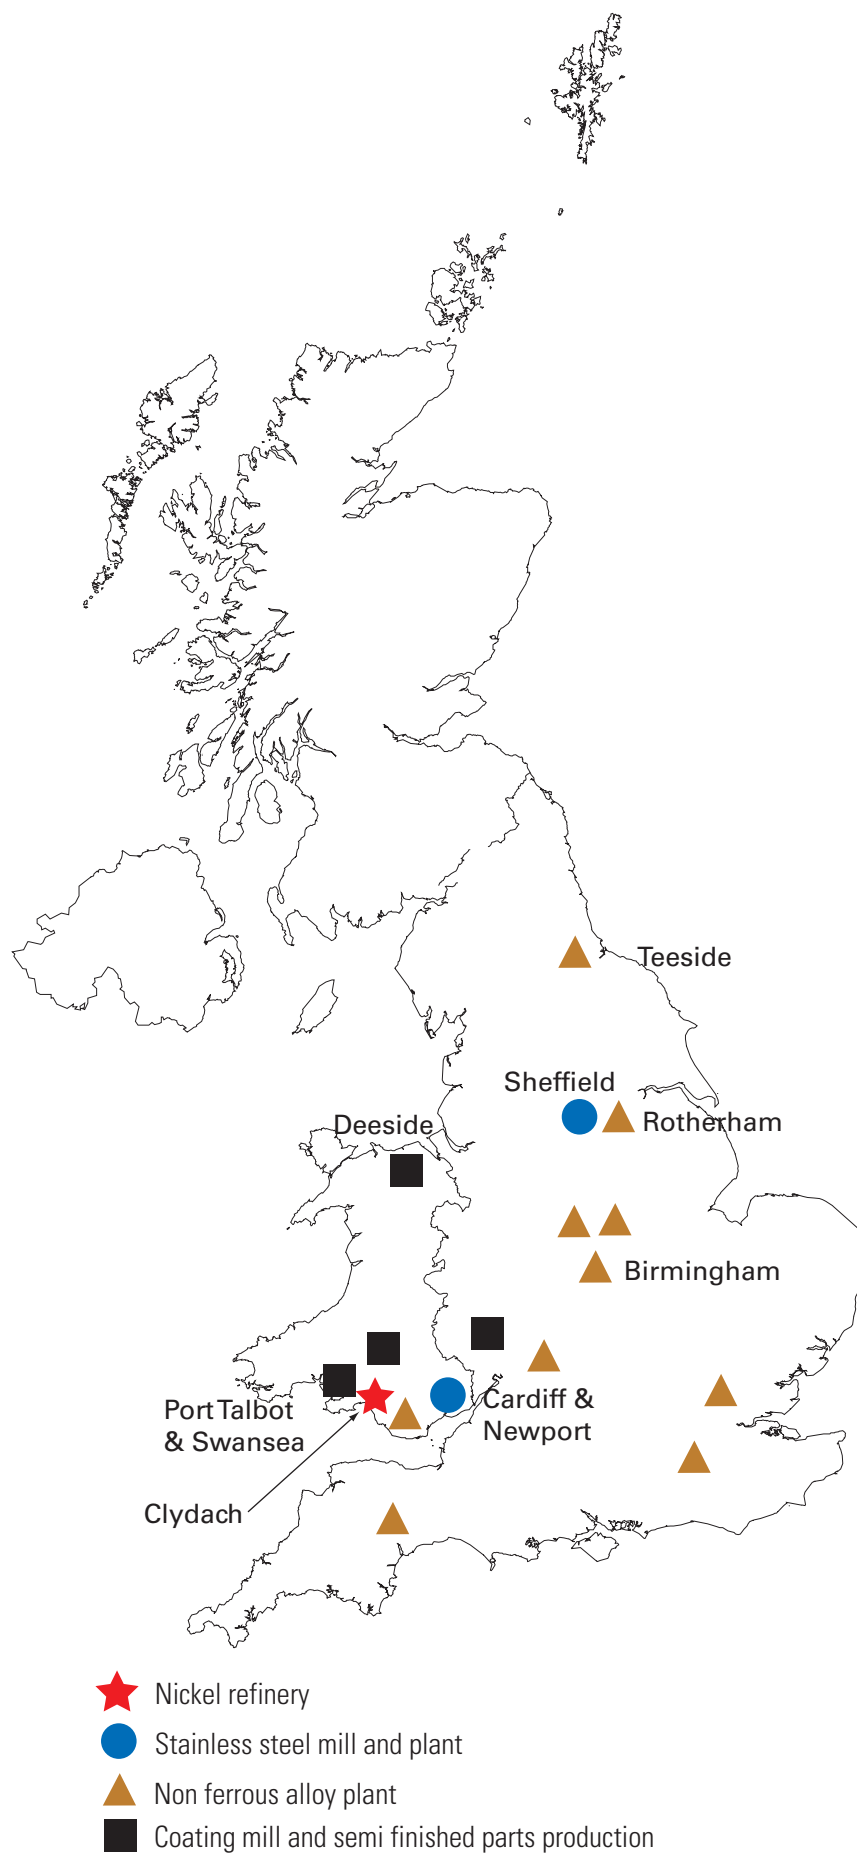 Teeside
Sheffield
Rotherham
Deeside
Birmingham
Cardiff &
Newport
Port Talbot
& Swansea
Clydach
Nickel refinery
Stainless steel mill and plant
Non ferrous alloy plant
Coating mill and semi finished parts production